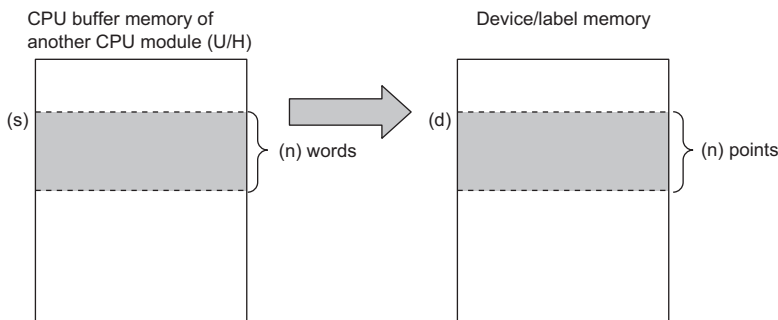 CPU buffer memory of
another CPU module (U/H)
Device/label memory
(s)
(n) words
(d)
(n) points